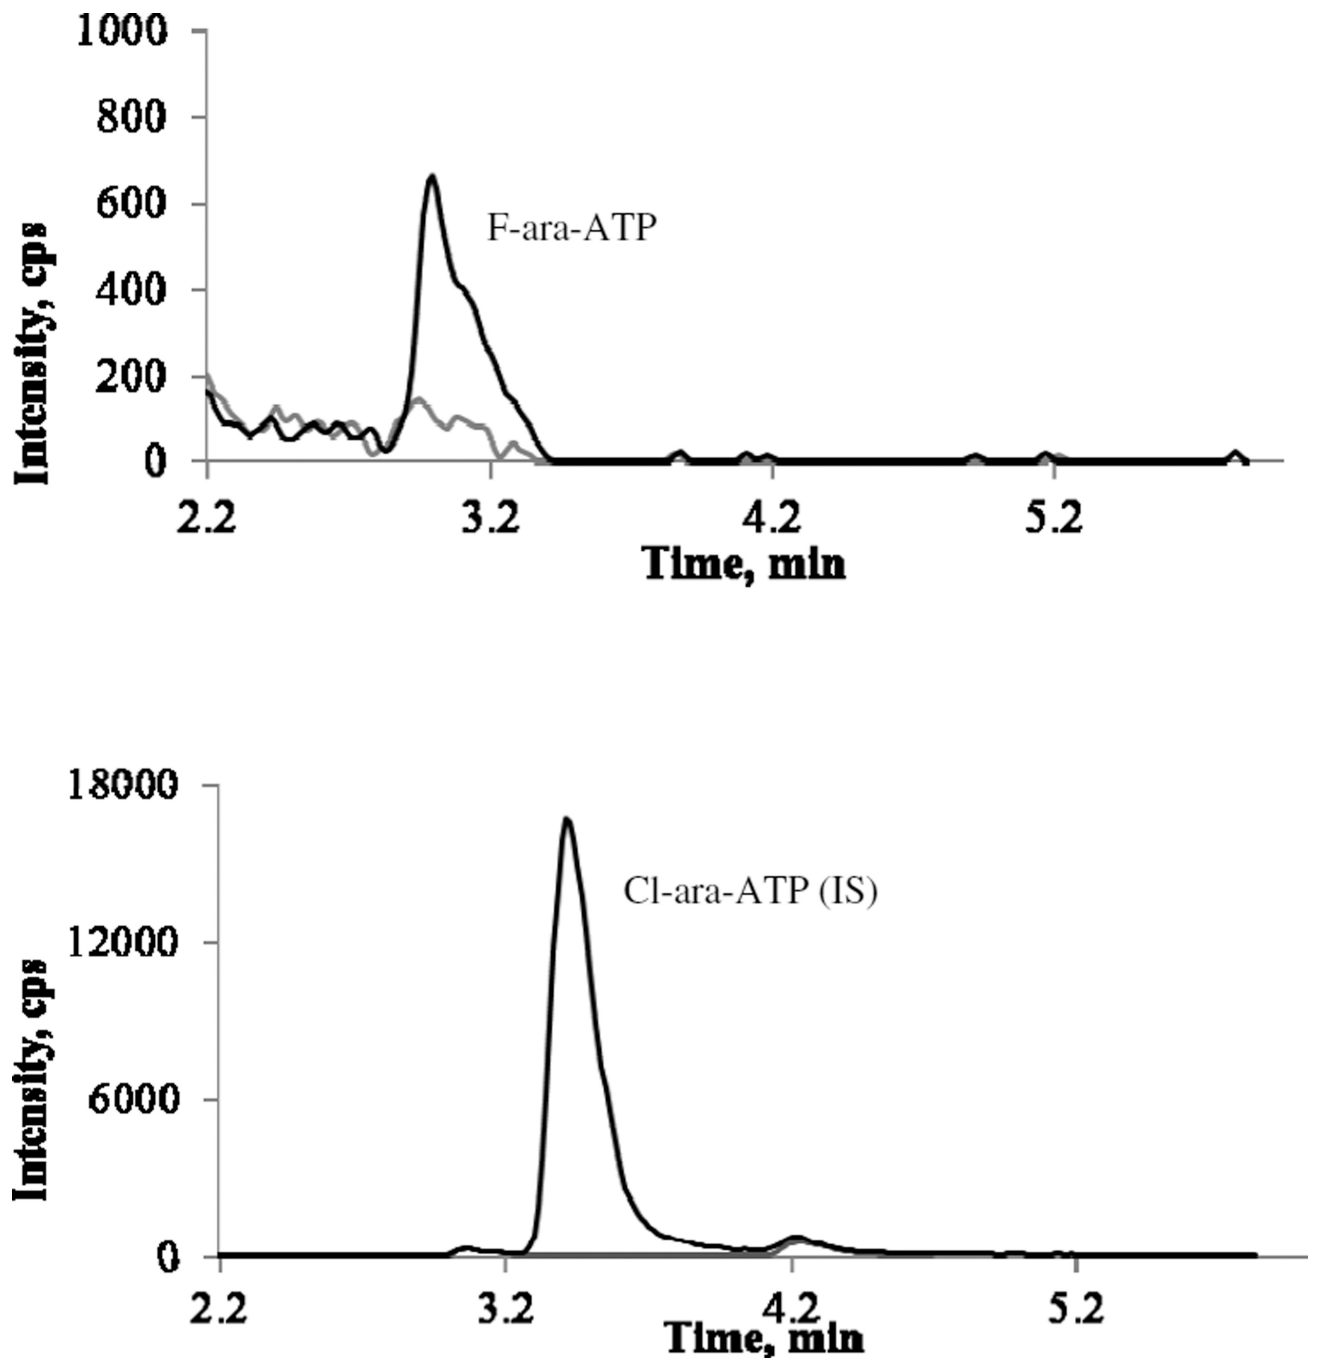 1000
800
600
400
200
0
Intensity, cps
F-ara-ATP
2.2 3.2 4.2 5.2
Time, min
18000
12000
6000
0
Intensity, cps
Cl-ara-ATP (IS)
2.2 3.2 4.2 5.2
Time, min